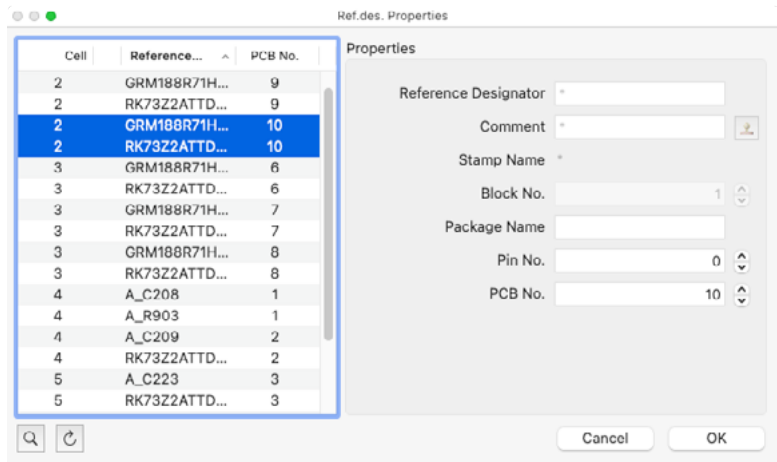 Ref.des. Properties
Cell Reference... PCB No.
2 GRM188R71H... 9
2 RK73Z2ATTD... 9
2 GRM188R71H... 10
2 RK73Z2ATTD... 10
3 GRM188R71H... 6
3 RK73Z2ATTD... 6
3 GRM188R71H... 7
3 RK73Z2ATTD... 7
3 GRM188R71H... 8
3 RK73Z2ATTD... 8
4 A_C208 1
4 A_R903 1
4 A_C209 2
4 RK73Z2ATTD... 2
5 A_C223 3
5 RK73Z2ATTD... 3
Properties
Reference Designator *
Comment *
Stamp Name *
Block No. 1
Package Name
Pin No. 0
PCB No. 10
Cancel OK